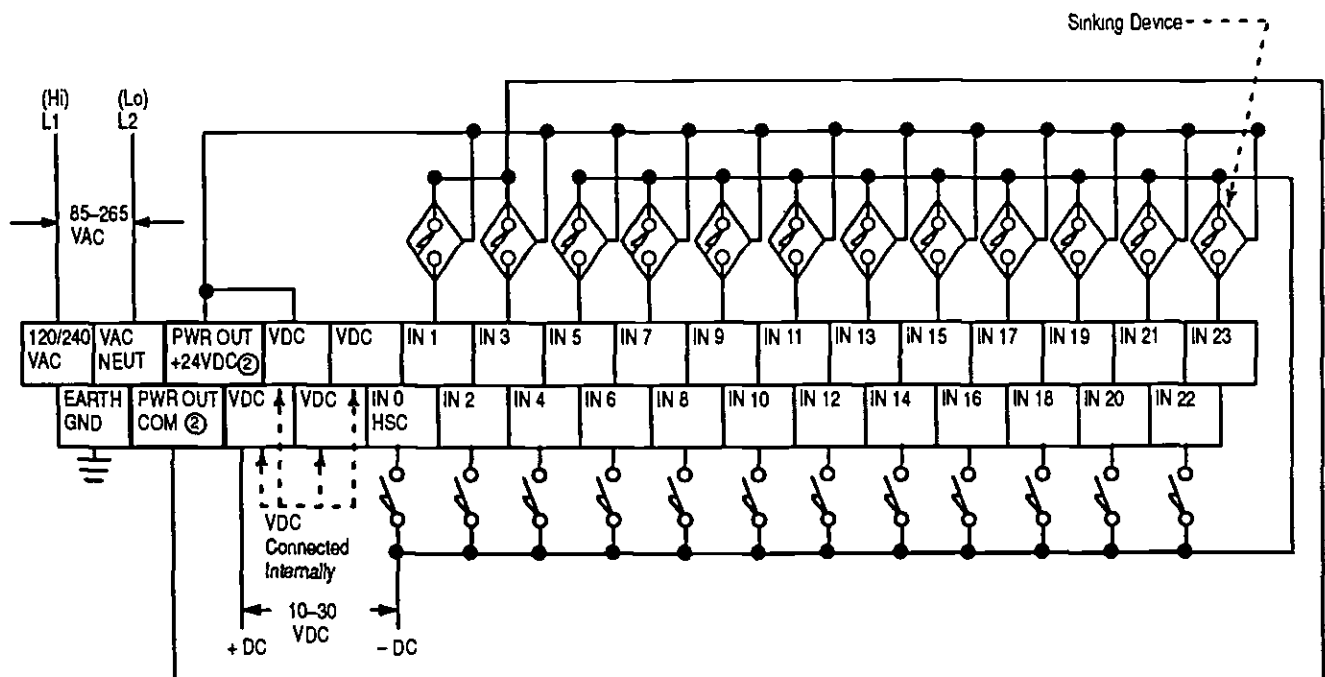 Sinking Device
(Hi)
L1
(Lo)
L2
85–265
VAC
120/240
VAC
VAC
NEUT
PWR OUT
+24VDC②
VDC
VDC
IN 1
IN 3
IN 5
IN 7
IN 9
IN 11
IN 13
IN 15
IN 17
IN 19
IN 21
IN 23
EARTH
GND
PWR OUT
COM ②
VDC
VDC
IN 0
HSC
IN 2
IN 4
IN 6
IN 8
IN 10
IN 12
IN 14
IN 16
IN 18
IN 20
IN 22
VDC
Connected
Internally
10–30
VDC
+ DC
– DC